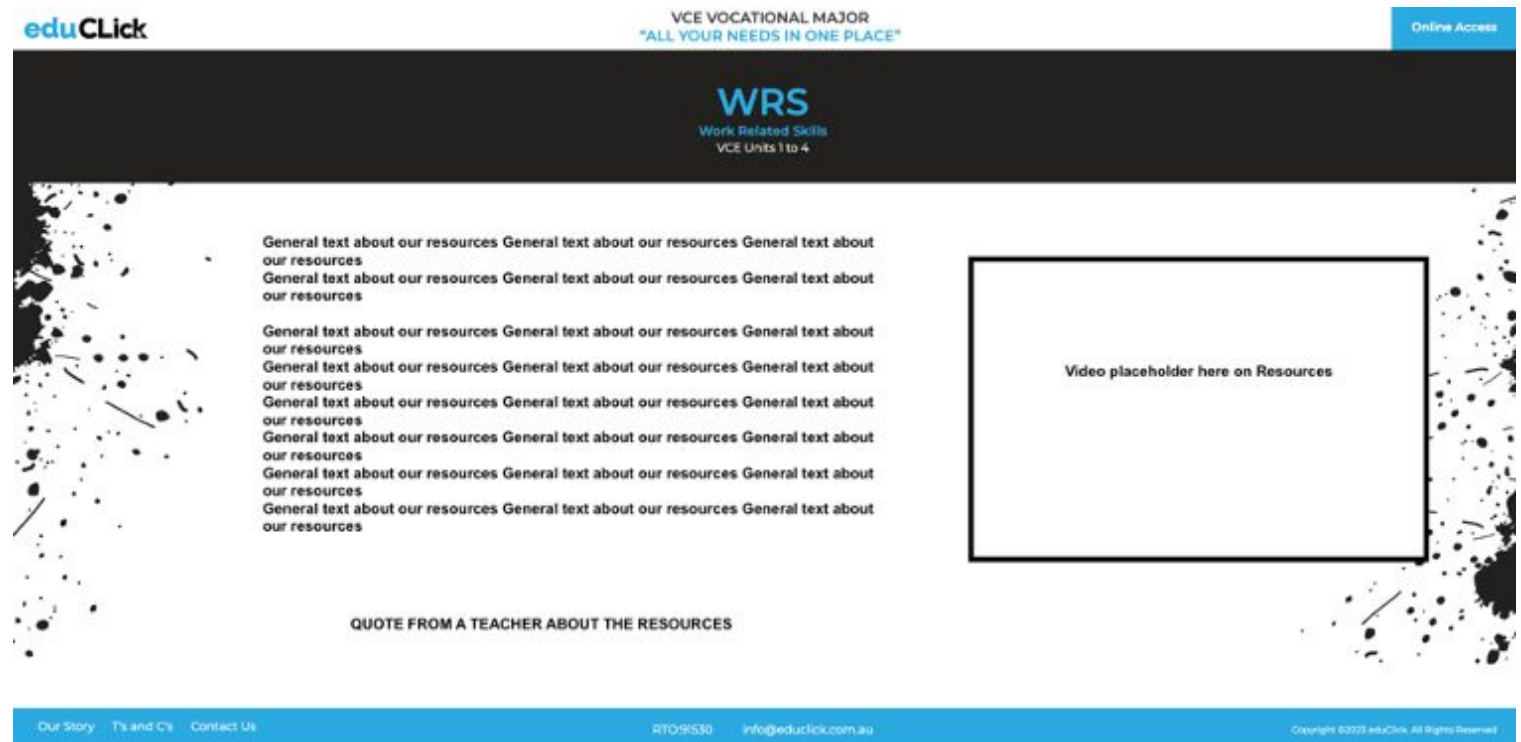 eduCLick
VCE VOCATIONAL MAJOR
"ALL YOUR NEEDS IN ONE PLACE"
Online Access
WRS
Work Related Skills
VCE Units 1 to 4
General text about our resources General text about our resources General text about
our resources
General text about our resources General text about our resources General text about
our resources
General text about our resources General text about our resources General text about
our resources
General text about our resources General text about our resources General text about
our resources
General text about our resources General text about our resources General text about
our resources
General text about our resources General text about our resources General text about
our resources
General text about our resources General text about our resources General text about
our resources
General text about our resources General text about our resources General text about
our resources
Video placeholder here on Resources
QUOTE FROM A TEACHER ABOUT THE RESOURCES
Our Story T's and C's Contact Us
RTO:91530 info@educlick.com.au
Copyright ©2023 eduClick. All Rights Reserved